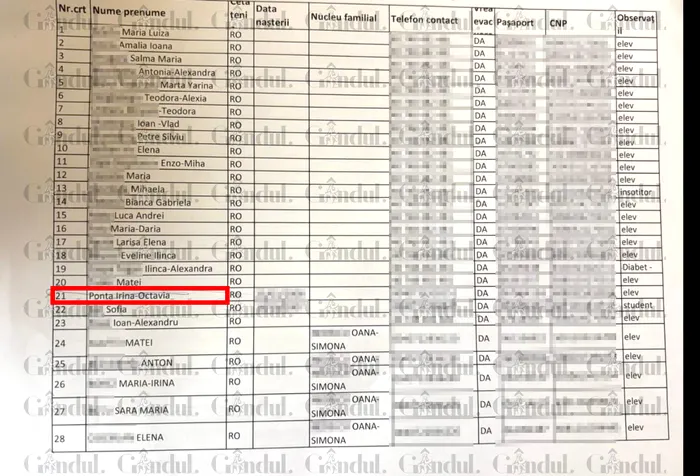 Nr.crt Nume prenume Ceta teni Data nașterii Nucleu familial Telefon contact Vrea evac Pașaport CNP Observaț ii
1 Maria Luiza RO
2 Amalia Ioana RO DA elev
3 Salma Maria RO DA elev
4 Antonia-Alexandra RO DA elev
5 Marta Yarina RO DA elev
6 Teodora-Alexia RO DA elev
7 -Teodora RO DA elev
8 Ioan -Vlad RO DA elev
9 Petre Silviu RO DA elev
10 Elena RO DA elev
11 Enzo-Miha RO DA elev
12 Maria RO DA elev
13 Mihaela RO DA insotitor
14 Bianca Gabriela RO DA elev
15 Luca Andrei RO DA elev
16 Maria-Daria RO DA elev
17 Larisa Elena RO DA elev
18 Eveline Ilinca RO DA elev
19 Ilinca-Alexandra RO DA Diabet -
20 Matei RO DA elev
21 Ponta Irina-Octavia RO DA elev
22 Sofia RO DA student
23 Ioan-Alexandru RO DA elev
24 MATEI RO OANA-SIMONA DA elev
25 ANTON RO OANA-SIMONA DA elev
26 MARIA-IRINA RO OANA-SIMONA DA elev
27 SARA MARIA RO OANA-SIMONA DA elev
28 ELENA RO OANA-SIMONA DA elev
Gândul.